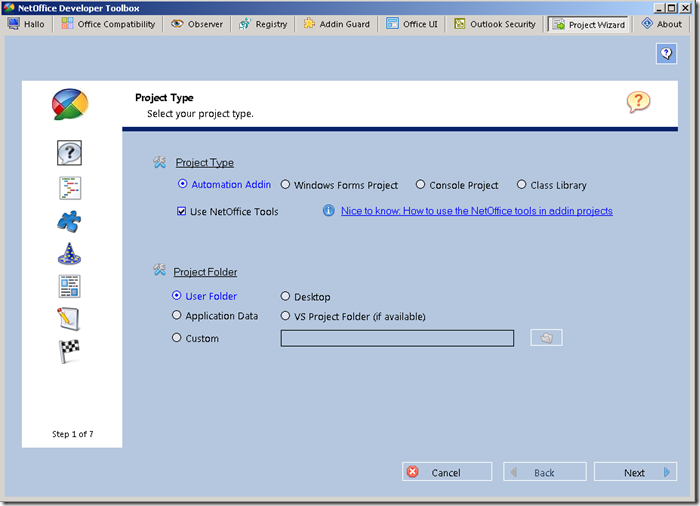 NetOffice Developer Toolbox
Hallo Office Compatibility Observer Registry Addin Guard Office UI Outlook Security Project Wizard About
Project Type
Select your project type.
Project Type
Automation Addin Windows Forms Project Console Project Class Library
Use NetOffice Tools Nice to know: How to use the NetOffice tools in addin projects
Project Folder
User Folder Desktop
Application Data VS Project Folder (if available)
Custom
Step 1 of 7
Cancel Back Next